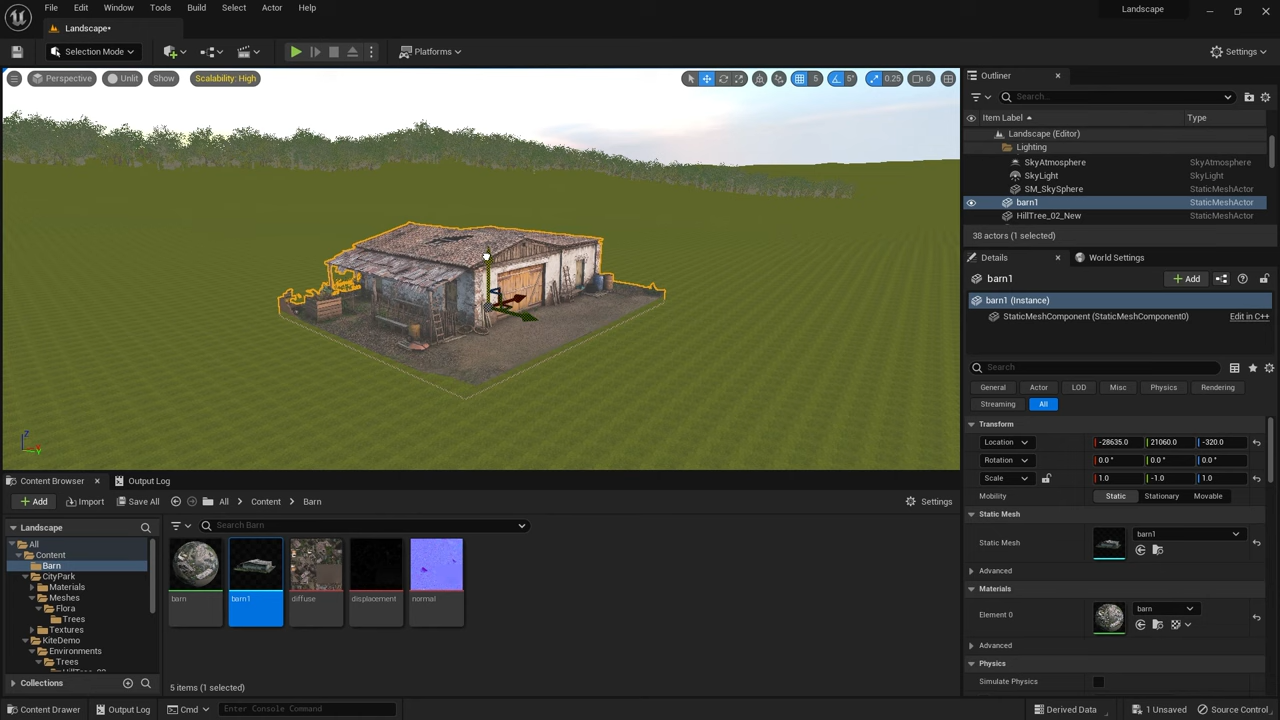 File Edit Window Tools Build Select Actor Help Landscape
Landscape•
Selection Mode Platforms Settings
Perspective Unlit Show Scalability: High 5 5° 0.25 6
Outliner
Search...
Item Label Type
Landscape (Editor)
Lighting
SkyAtmosphere SkyAtmosphere
SkyLight SkyLight
SM_SkySphere StaticMeshActor
barn1 StaticMeshActor
HillTree_02_New StaticMeshActor
38 actors (1 selected)
Details World Settings
barn1 Add
barn1 (Instance)
StaticMeshComponent (StaticMeshComponent0) Edit in C++
Search
General Actor LOD Misc Physics Rendering
Streaming All
Transform
Location -28635.0 21060.0 -320.0
Rotation 0.0 ° 0.0 ° 0.0 °
Scale 1.0 -1.0 1.0
Mobility Static Stationary Movable
Static Mesh
Static Mesh barn1
Advanced
Materials
Element 0 barn
Advanced
Physics
Simulate Physics
Z
Y
Content Browser Output Log
Add Import Save All All Content Barn Settings
Landscape Search Barn
All
Content
Barn
CityPark
Materials
Meshes
Flora
Trees
Textures
KiteDemo
Environments
Trees
HillTree_02
Collections
barn barn1 diffuse displacement normal
5 items (1 selected)
Content Drawer Output Log Cmd Enter Console Command Derived Data 1 Unsaved Source Control